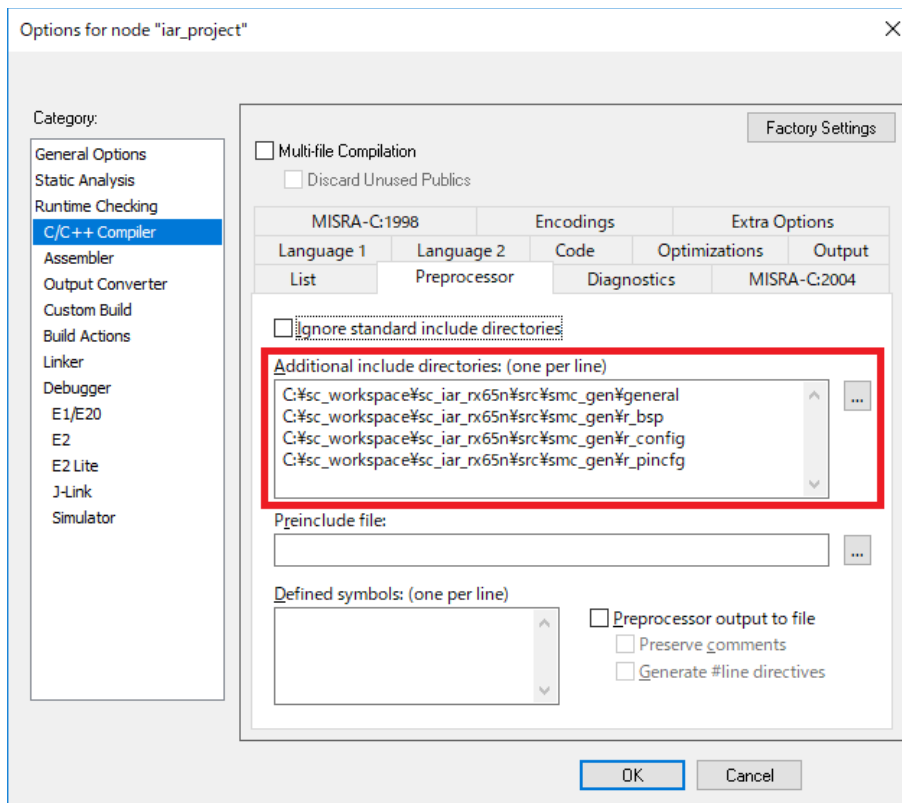 Options for node "iar_project"
Category:
General Options
Static Analysis
Runtime Checking
C/C++ Compiler
Assembler
Output Converter
Custom Build
Build Actions
Linker
Debugger
E1/E20
E2
E2 Lite
J-Link
Simulator
Factory Settings
Multi-file Compilation
Discard Unused Publics
MISRA-C:1998 Encodings Extra Options
Language 1 Language 2 Code Optimizations Output
List Preprocessor Diagnostics MISRA-C:2004
Ignore standard include directories
Additional include directories: (one per line)
C:¥sc_workspace¥sc_iar_rx65n¥src¥smc_gen¥general
C:¥sc_workspace¥sc_iar_rx65n¥src¥smc_gen¥r_bsp
C:¥sc_workspace¥sc_iar_rx65n¥src¥smc_gen¥r_config
C:¥sc_workspace¥sc_iar_rx65n¥src¥smc_gen¥r_pincfg
...
Preinclude file:
...
Defined symbols: (one per line)
Preprocessor output to file
Preserve comments
Generate #line directives
OK Cancel